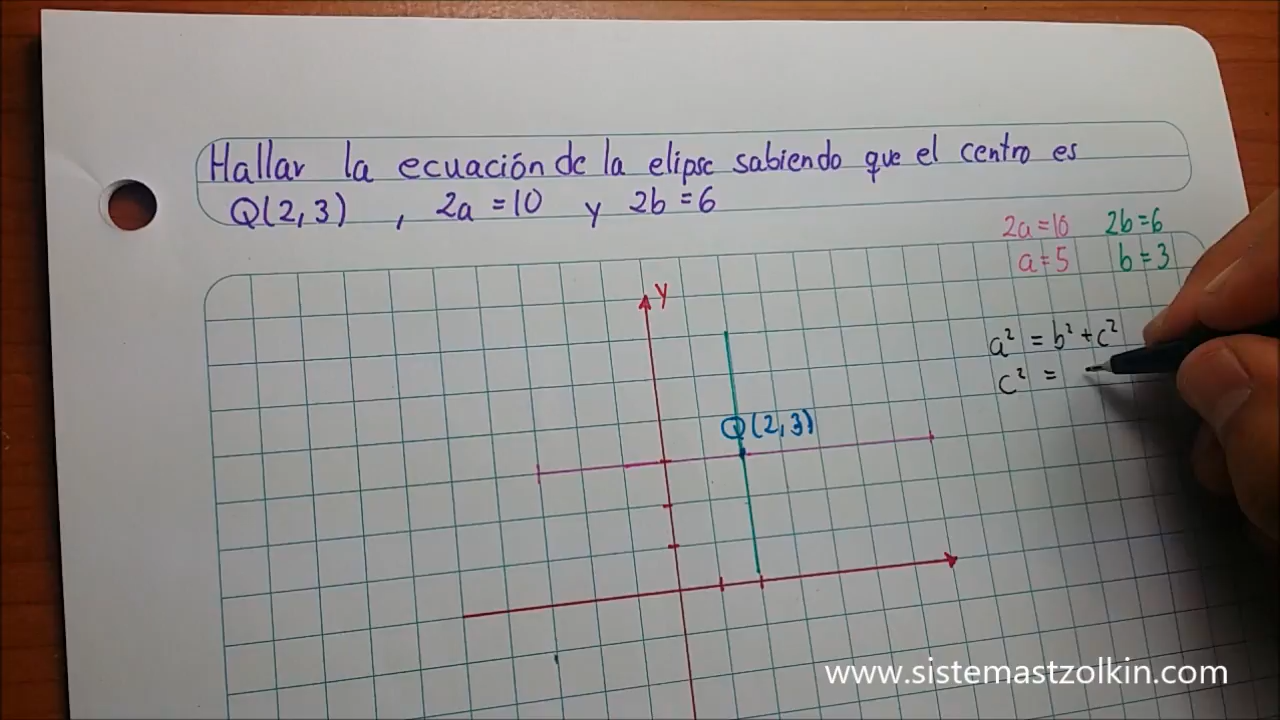 Hallar la ecuación de la elipse sabiendo que el centro es
Q(2,3) , 2a=10 y 2b=6
2a=10 2b=6
a=5 b=3
y
a² = b² + c²
c² =
Q(2,3)
www.sistemastzolkin.com